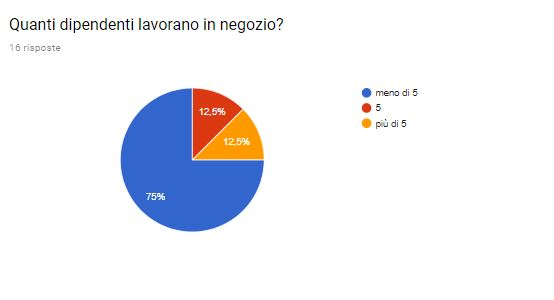 Quanti dipendenti lavorano in negozio?
16 risposte
meno di 5
5
più di 5
12,5%
12,5%
75%